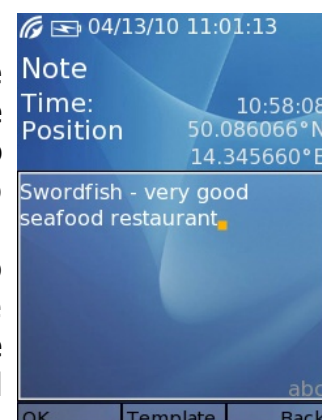 04/13/10 11:01:13
Note
Time: 10:58:08
Position 50.086066°N
14.345660°E
Swordfish - very good
seafood restaurant
abc
OK Template Back